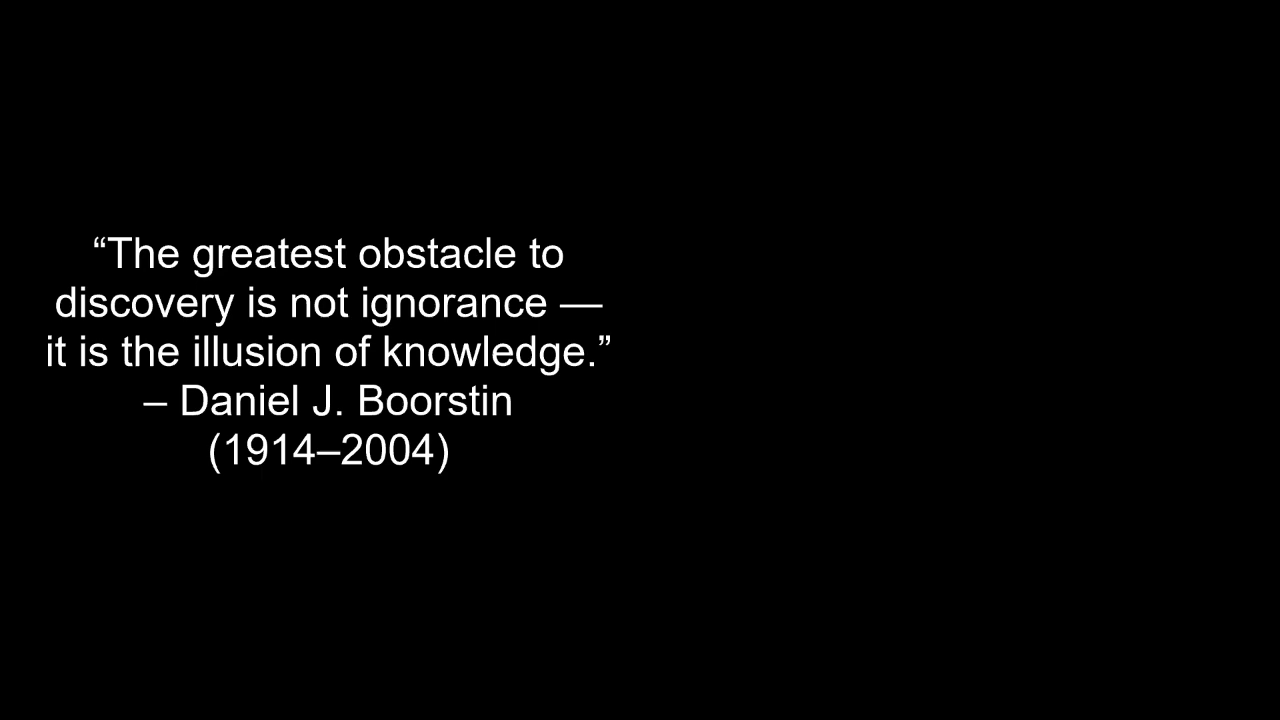 “The greatest obstacle to
discovery is not ignorance —
it is the illusion of knowledge.”
– Daniel J. Boorstin
(1914–2004)